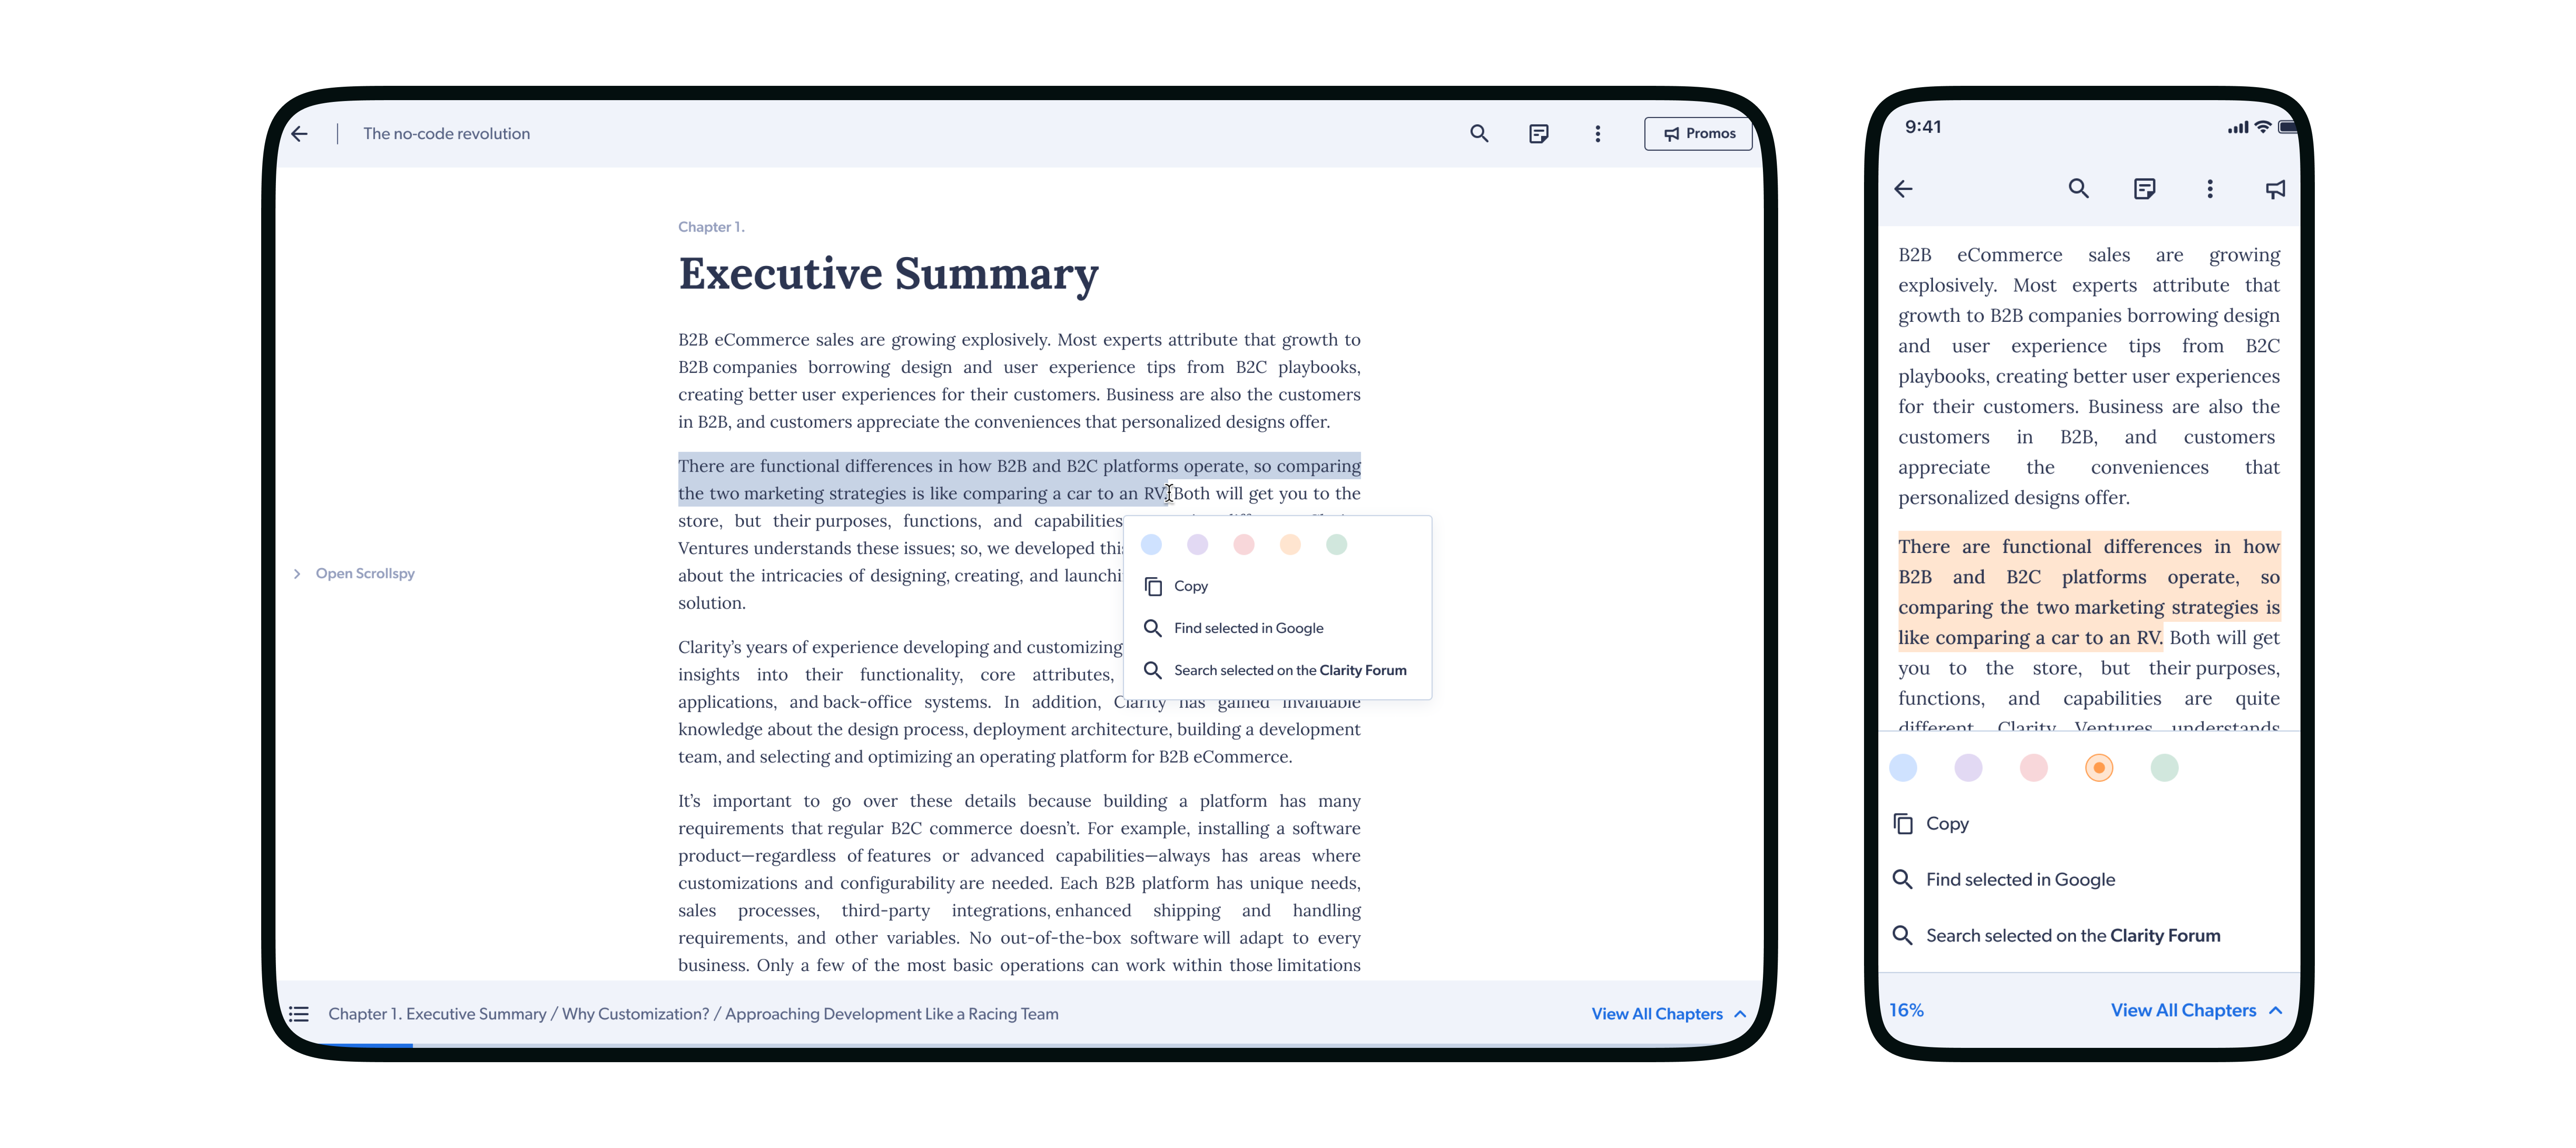 The no-code revolution
Promos
Chapter 1.
Executive Summary
B2B eCommerce sales are growing explosively. Most experts attribute that growth to
B2B companies borrowing design and user experience tips from B2C playbooks,
creating better user experiences for their customers. Business are also the customers
in B2B, and customers appreciate the conveniences that personalized designs offer.
There are functional differences in how B2B and B2C platforms operate, so comparing
the two marketing strategies is like comparing a car to an RV. Both will get you to the
store, but their purposes, functions, and capabilities
Ventures understands these issues; so, we developed this
about the intricacies of designing, creating, and launchi
solution.
Clarity’s years of experience developing and customizing
insights into their functionality, core attributes,
applications, and back-office systems. In addition, Clarity has gained invaluable
knowledge about the design process, deployment architecture, building a development
team, and selecting and optimizing an operating platform for B2B eCommerce.
It’s important to go over these details because building a platform has many
requirements that regular B2C commerce doesn’t. For example, installing a software
product—regardless of features or advanced capabilities—always has areas where
customizations and configurability are needed. Each B2B platform has unique needs,
sales processes, third-party integrations, enhanced shipping and handling
requirements, and other variables. No out-of-the-box software will adapt to every
business. Only a few of the most basic operations can work within those limitations
Open Scrollspy
Copy
Find selected in Google
Search selected on the Clarity Forum
Chapter 1. Executive Summary / Why Customization? / Approaching Development Like a Racing Team
View All Chapters
9:41
B2B eCommerce sales are growing
explosively. Most experts attribute that
growth to B2B companies borrowing design
and user experience tips from B2C
playbooks, creating better user experiences
for their customers. Business are also the
customers in B2B, and customers
appreciate the conveniences that
personalized designs offer.
There are functional differences in how
B2B and B2C platforms operate, so
comparing the two marketing strategies is
like comparing a car to an RV. Both will get
you to the store, but their purposes,
functions, and capabilities are quite
different. Clarity Ventures understands
Copy
Find selected in Google
Search selected on the Clarity Forum
16%
View All Chapters